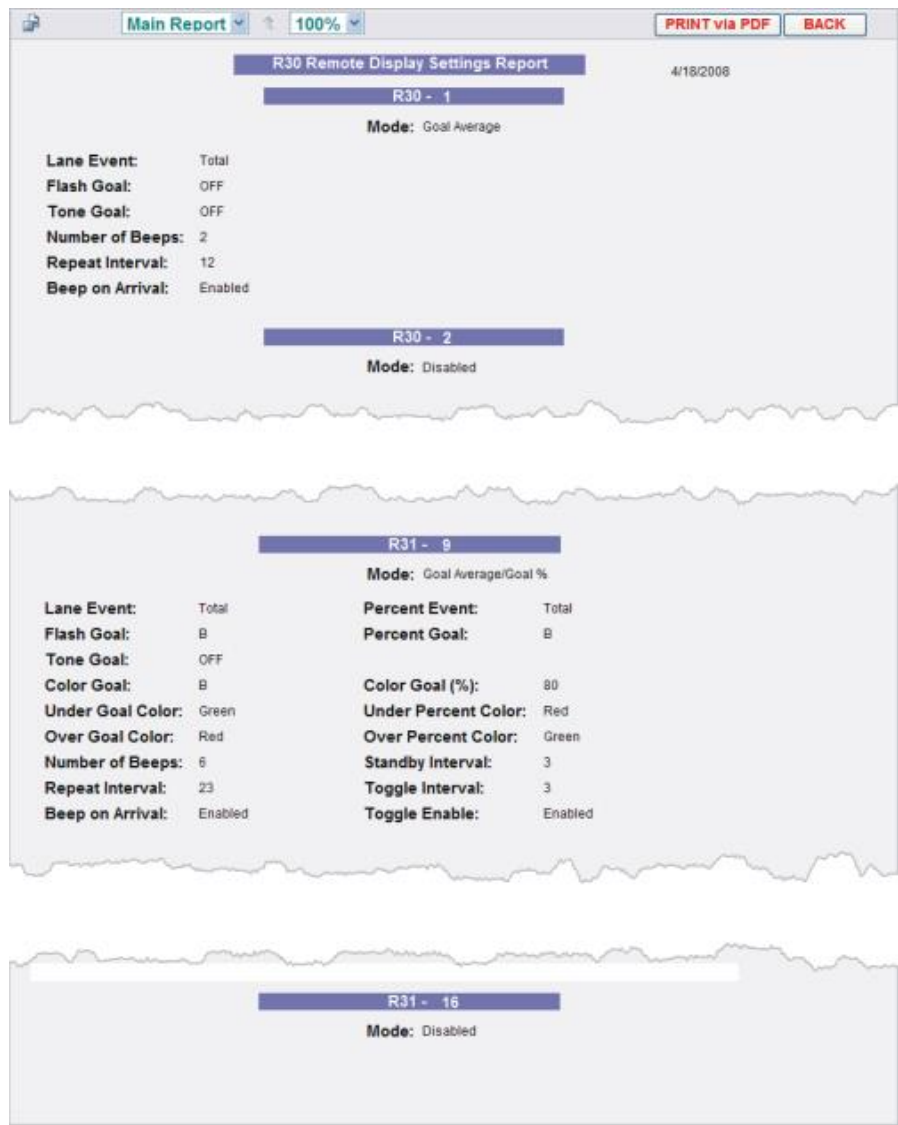 Main Report 100% PRINT via PDF BACK
R30 Remote Display Settings Report
4/18/2008
R30 - 1
Mode: Goal Average
Lane Event: Total
Flash Goal: OFF
Tone Goal: OFF
Number of Beeps: 2
Repeat Interval: 12
Beep on Arrival: Enabled
R30 - 2
Mode: Disabled
R31 - 9
Mode: Goal Average/Goal %
Lane Event: Total Percent Event: Total
Flash Goal: B Percent Goal: B
Tone Goal: OFF
Color Goal: B Color Goal (%): 80
Under Goal Color: Green Under Percent Color: Red
Over Goal Color: Red Over Percent Color: Green
Number of Beeps: 6 Standby Interval: 3
Repeat Interval: 23 Toggle Interval: 3
Beep on Arrival: Enabled Toggle Enable: Enabled
R31 - 16
Mode: Disabled